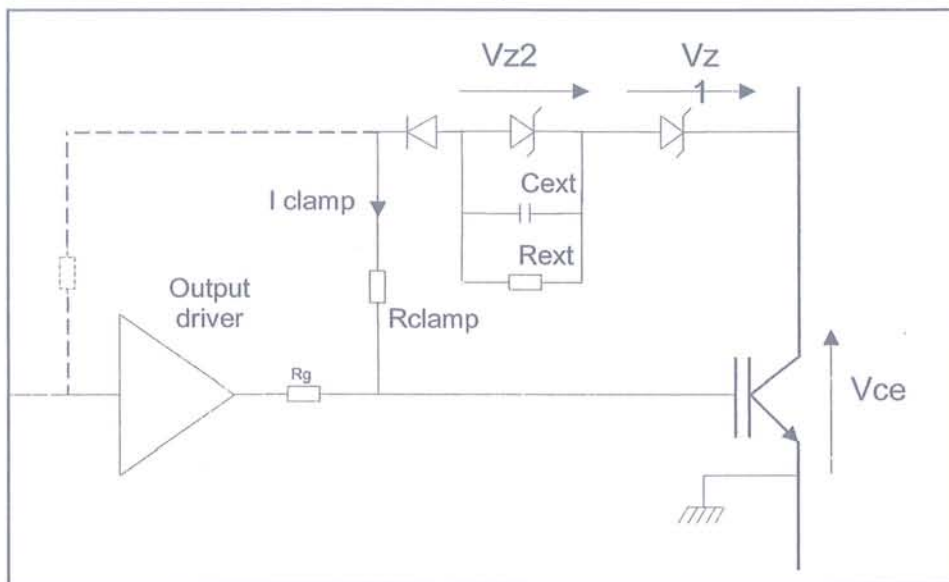 Vz2
Vz
1
Cext
I clamp
Rext
Output
driver
Rclamp
Rg
Vce